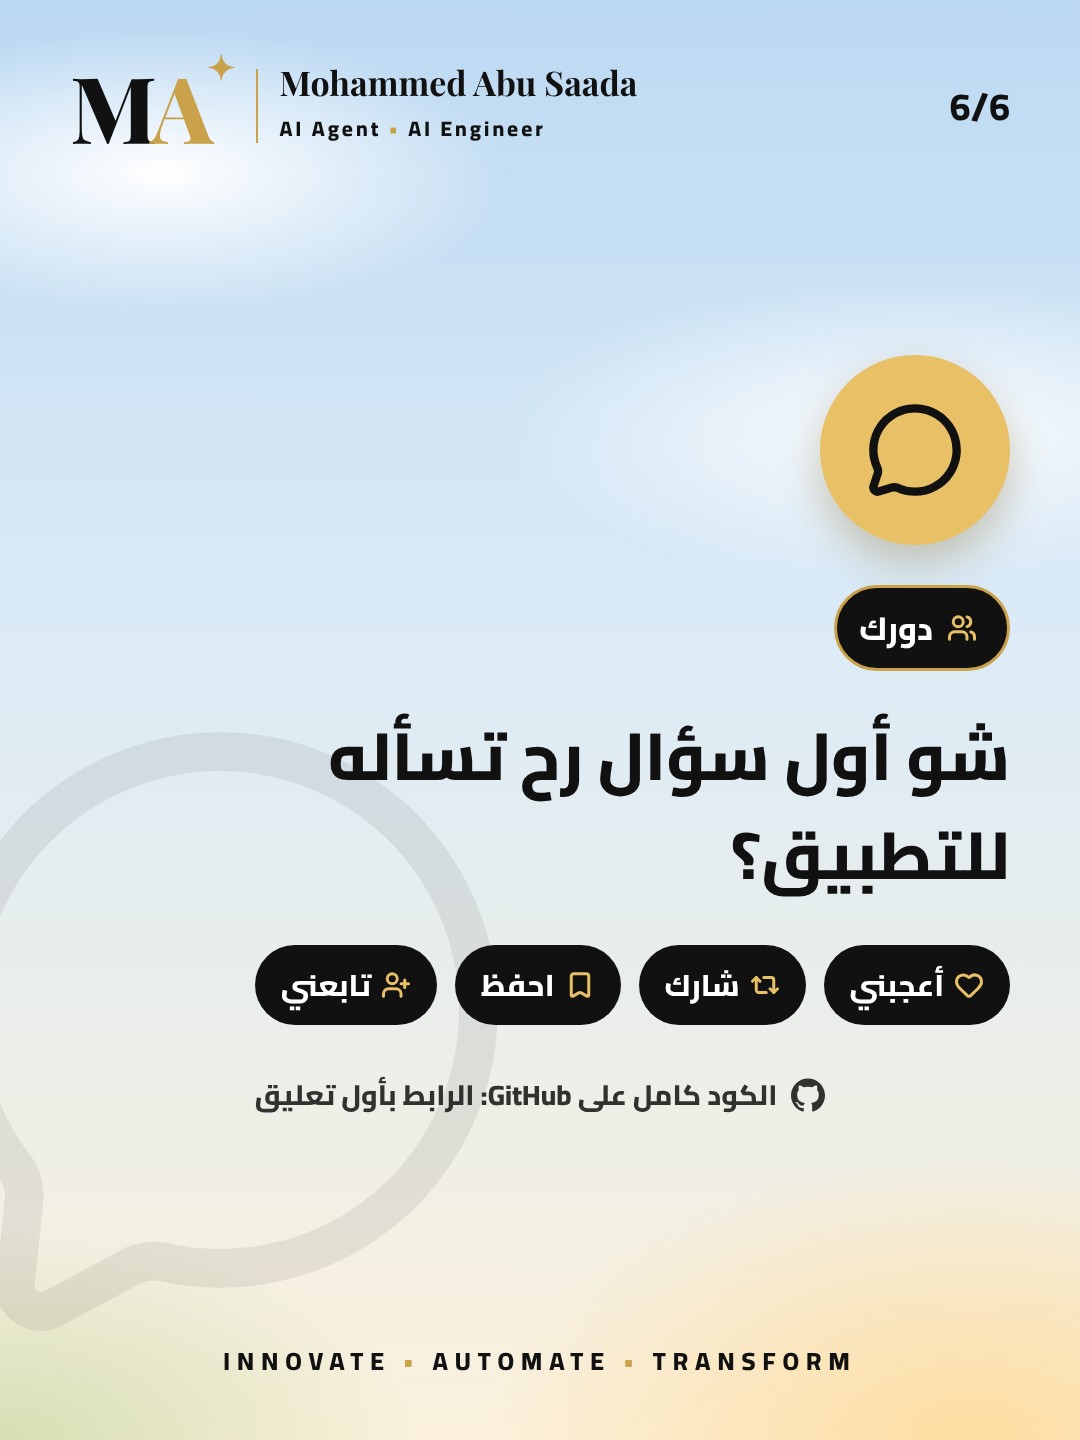 MA
Mohammed Abu Saada
AI Agent ▪ AI Engineer
6/6
دورك
شو أول سؤال رح تسأله
للتطبيق؟
أعجبني
شارك
احفظ
تابعني
الكود كامل على GitHub: الرابط بأول تعليق
INNOVATE ▪ AUTOMATE ▪ TRANSFORM